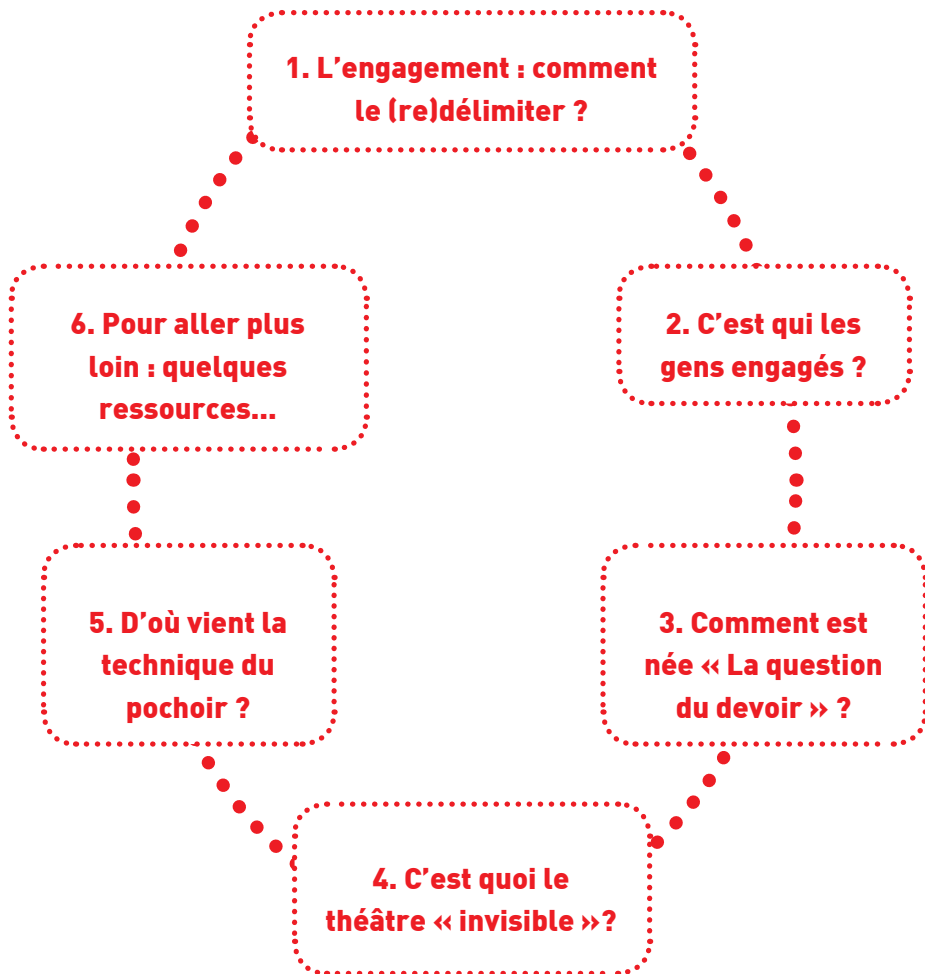 1. L’engagement : comment
le (re)délimiter ?
2. C’est qui les
gens engagés ?
3. Comment est
née « La question
du devoir » ?
4. C’est quoi le
théâtre « invisible »?
5. D’où vient la
technique du
pochoir ?
6. Pour aller plus
loin : quelques
ressources...